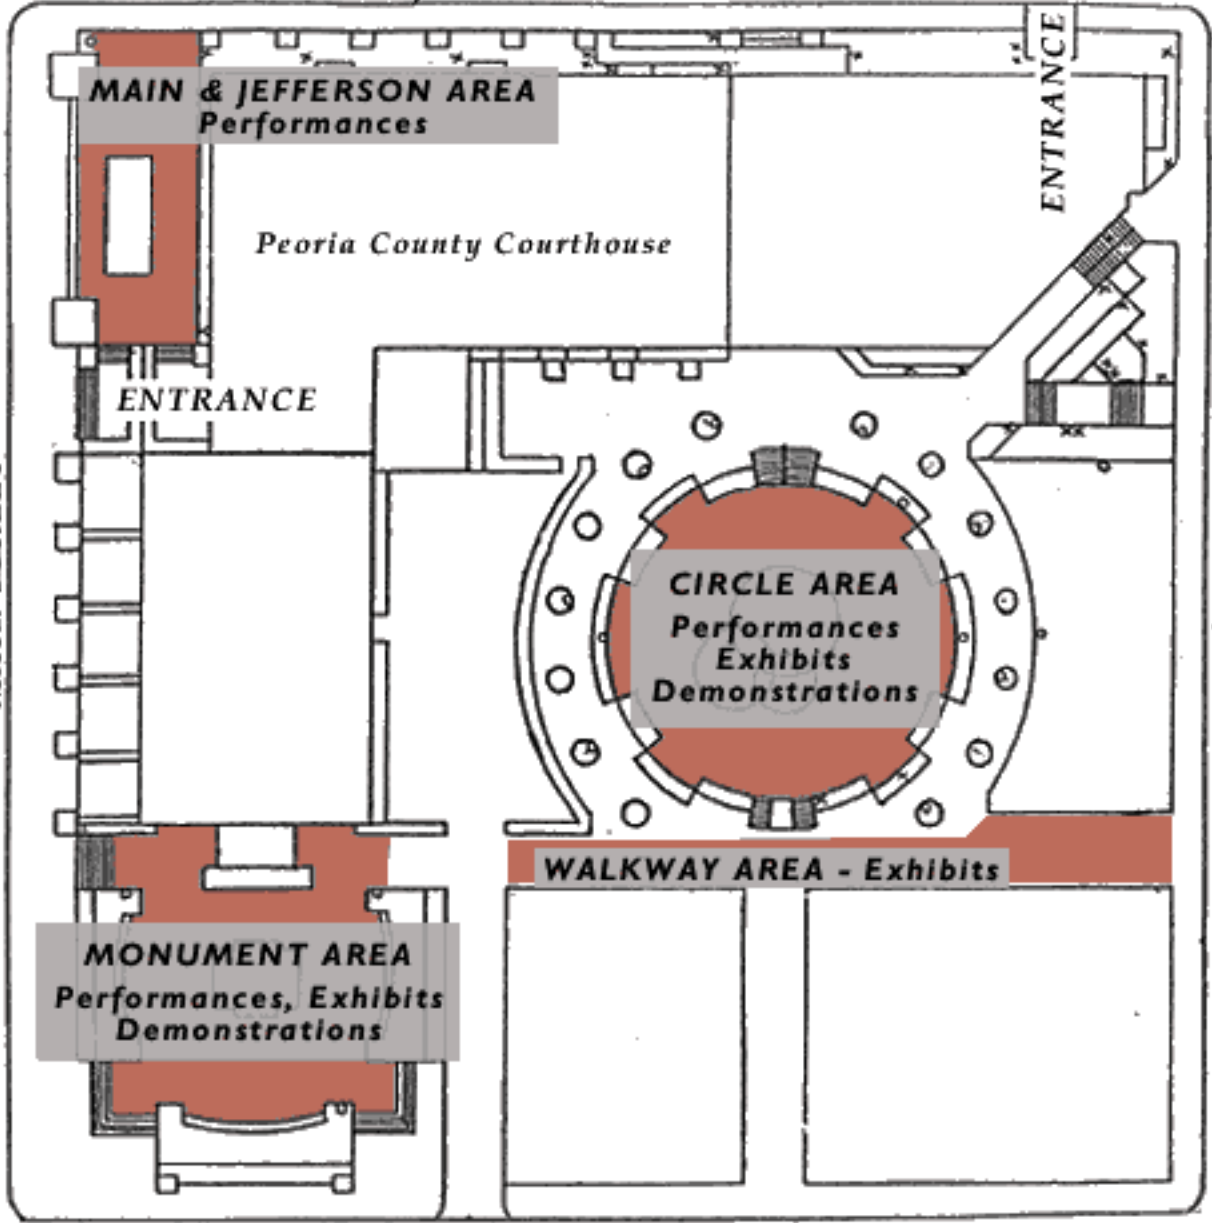 ENTRANCE
MAIN & JEFFERSON AREA
Performances
Peoria County Courthouse
ENTRANCE
CIRCLE AREA
Performances
Exhibits
Demonstrations
WALKWAY AREA - Exhibits
MONUMENT AREA
Performances, Exhibits
Demonstrations